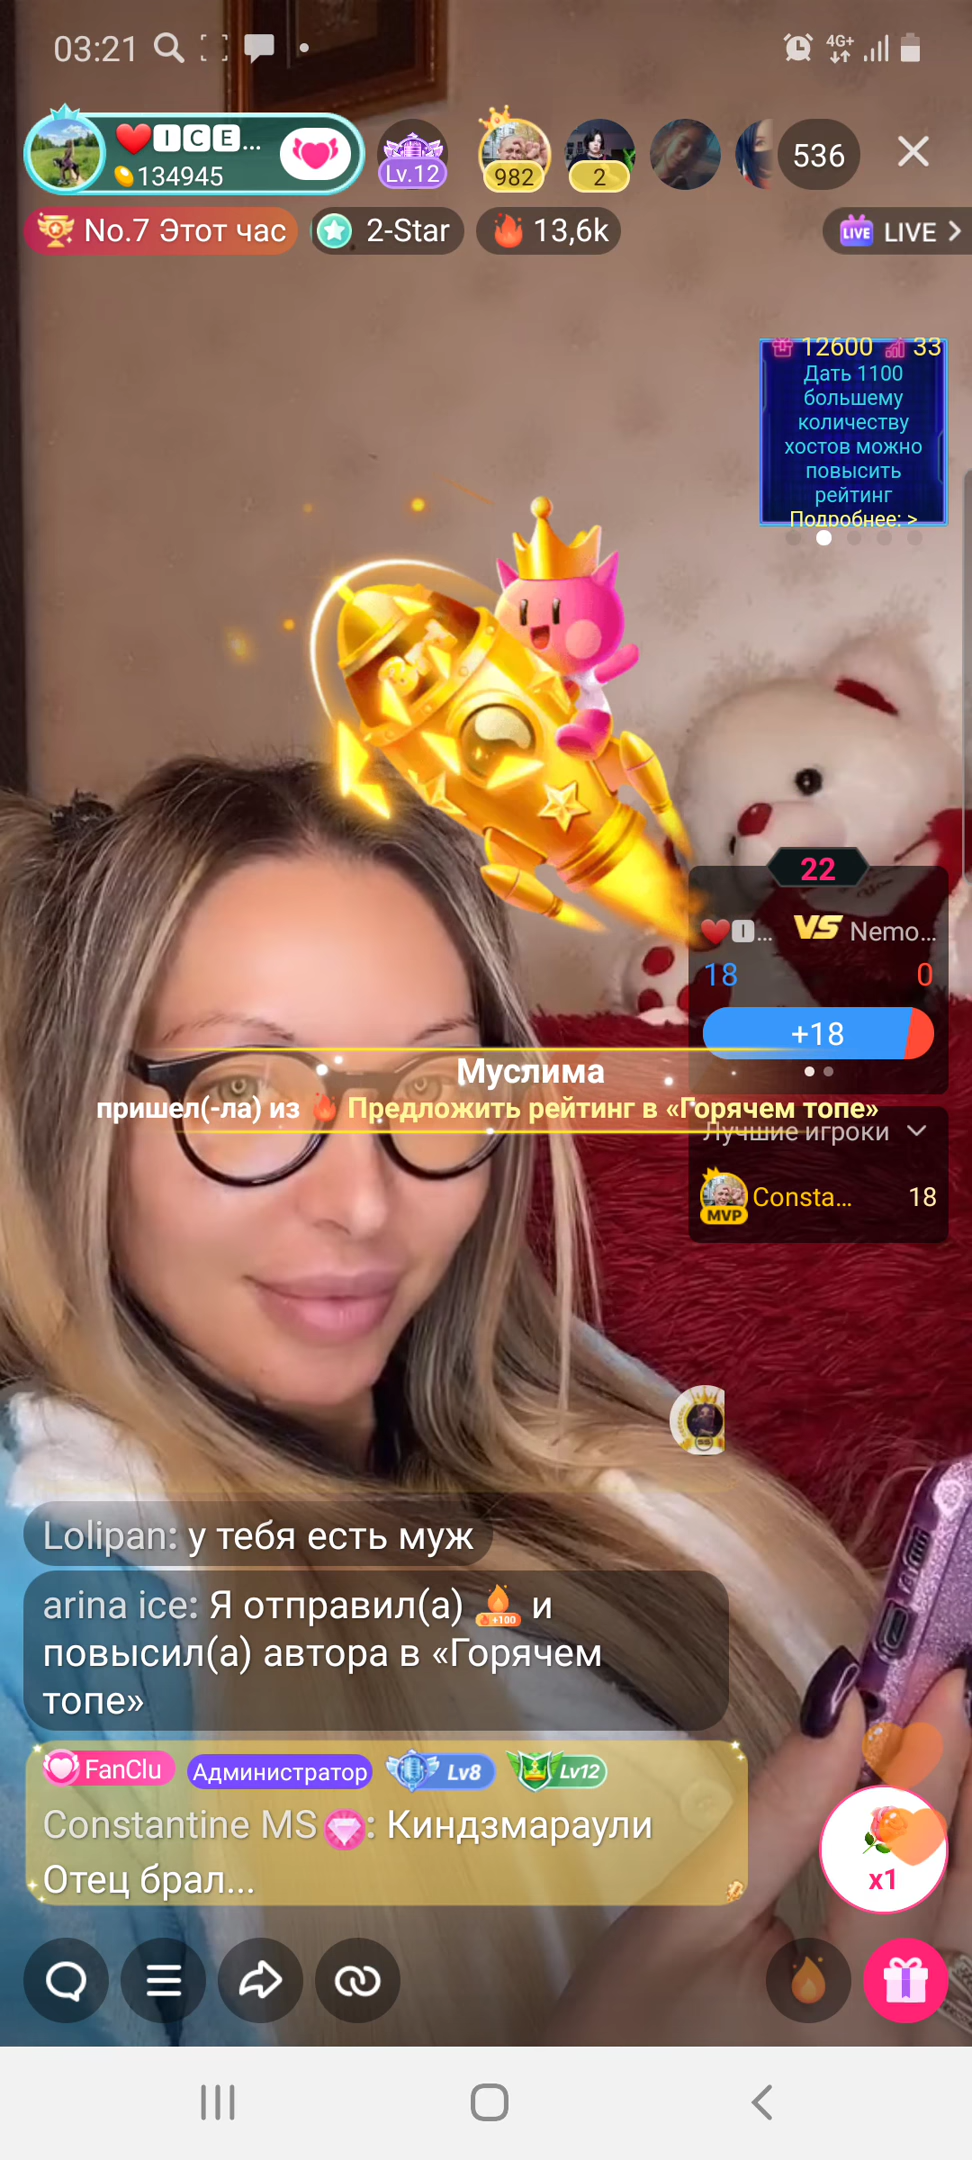 03:21
4G+
❤️ICE...
134945
Lv.12
982
2
536
No.7 Этот час
2-Star
13,6k
LIVE
LIVE >
12600 33
Дать 1100
большему
количеству
хостов можно
повысить
рейтинг
Подробнее: >
22
❤️I...
VS
Nemo...
18
0
+18
Муслима
пришел(-ла) из 🔥 Предложить рейтинг в «Горячем топе»
Лучшие игроки
MVP
Consta...
18
Lolipan: у тебя есть муж
arina ice: Я отправил(а) +100 и
повысил(а) автора в «Горячем
топе»
FanClu
Администратор
Lv8
Lv12
Constantine MS: Киндзмараули
Отец брал...
x1